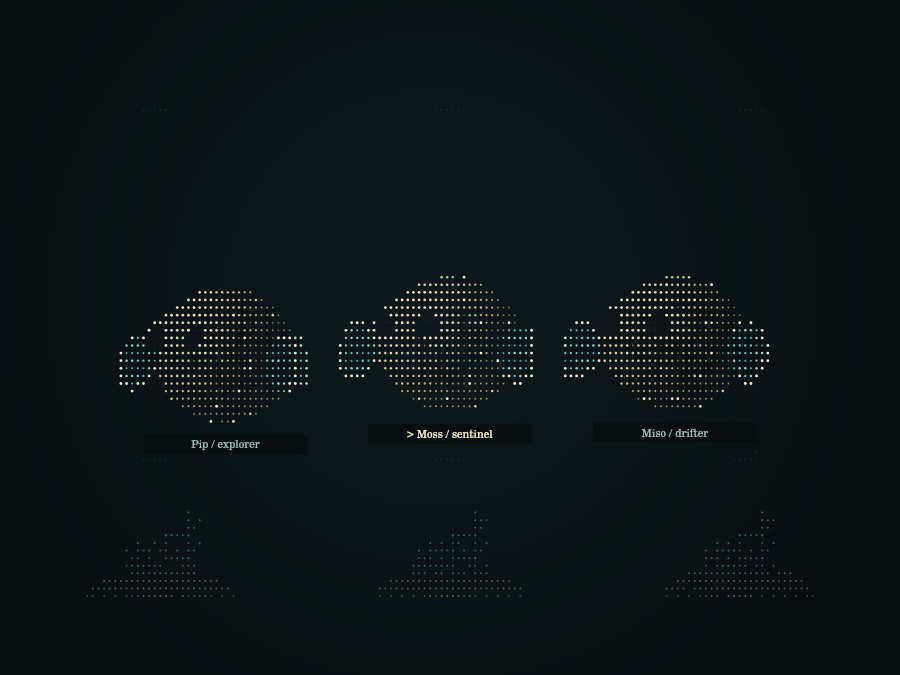 Pip / explorer
> Moss / sentinel
Miso / drifter